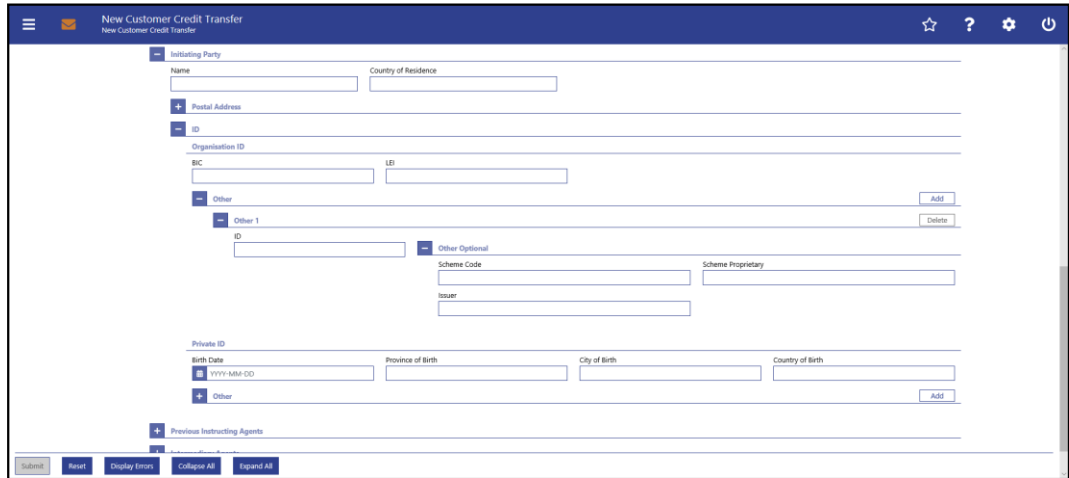 New Customer Credit Transfer
New Customer Credit Transfer
Initiating Party
Name Country of Residence
Postal Address
ID
Organisation ID
BIC LEI
Other Add
Other 1 Delete
ID
Other Optional
Scheme Code Scheme Proprietary
Issuer
Private ID
Birth Date Province of Birth City of Birth Country of Birth
YYYY-MM-DD
Other Add
Previous Instructing Agents
Submit Reset Display Errors Collapse All Expand All